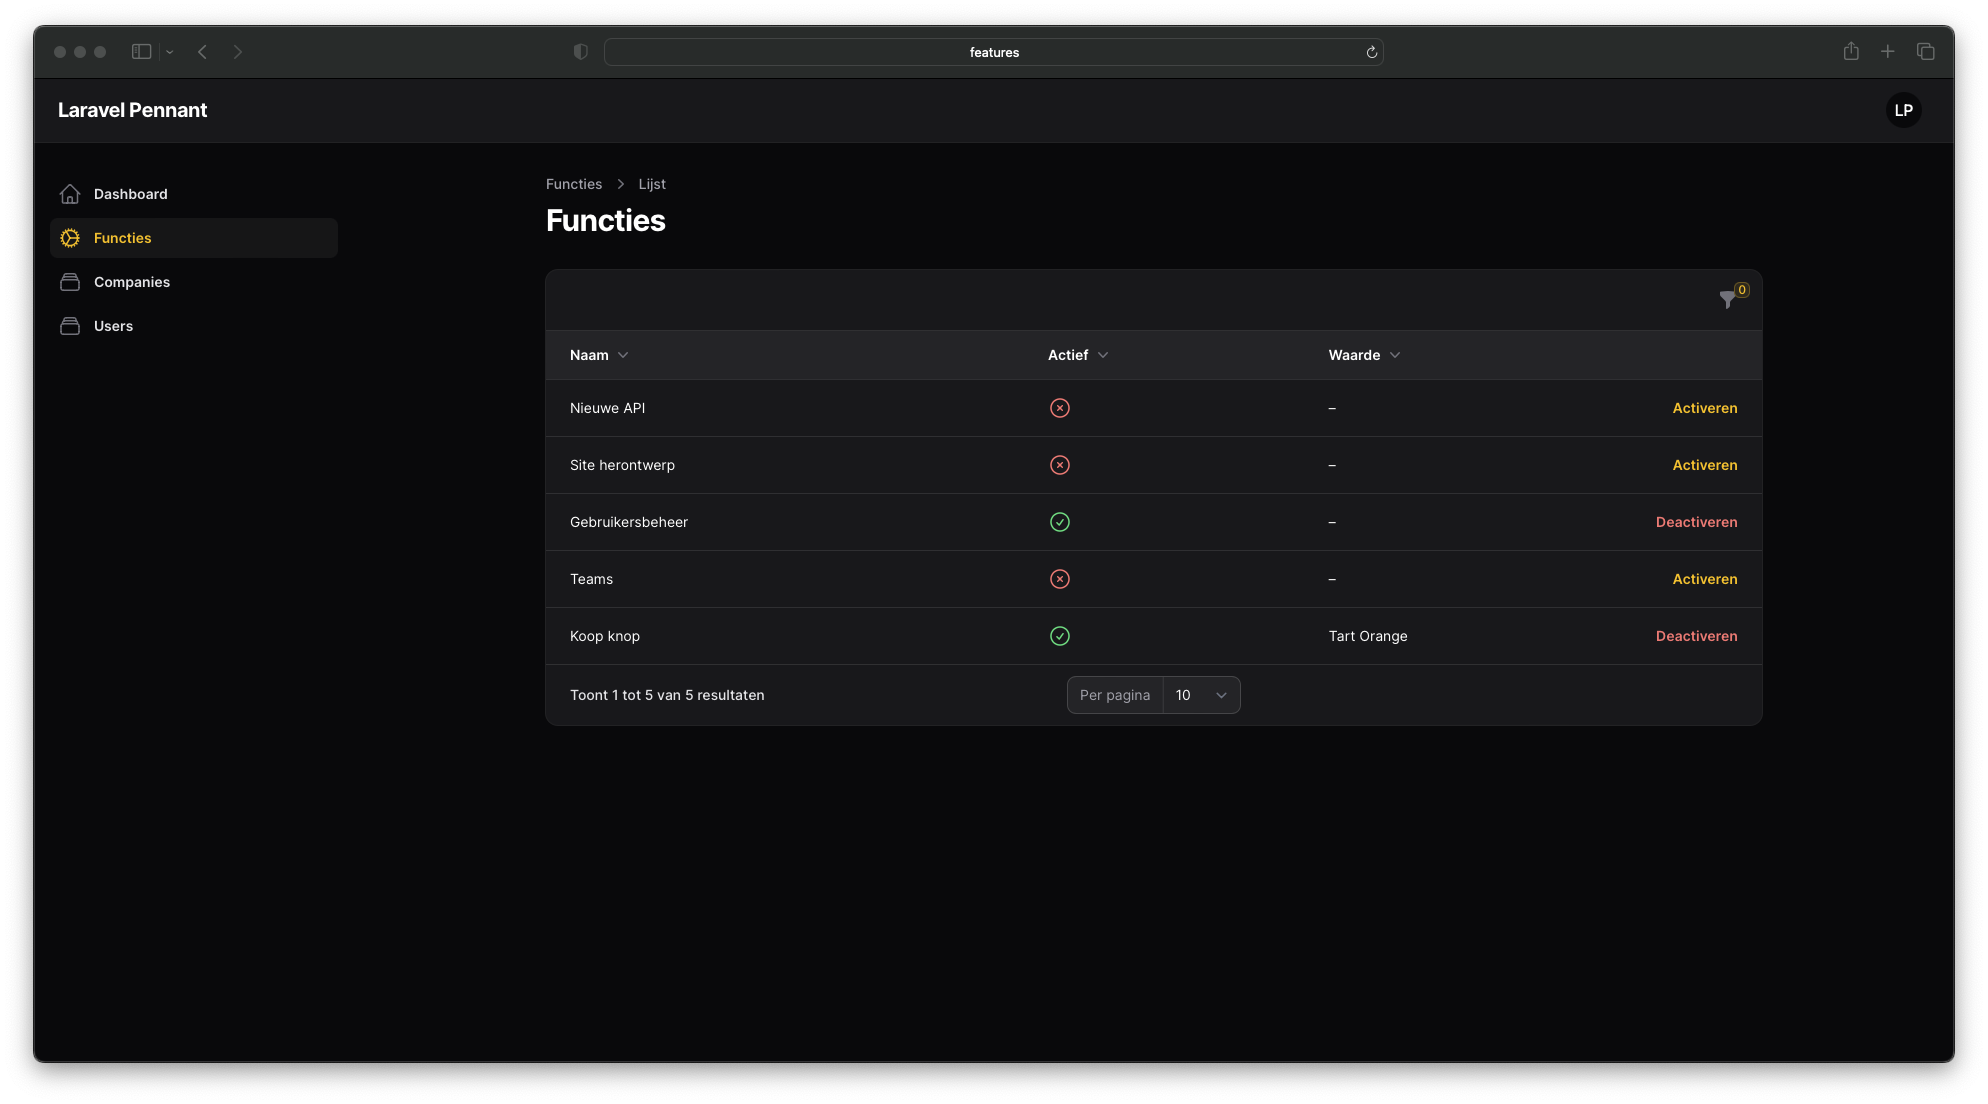 features
Laravel Pennant
LP
Dashboard
Functies
Companies
Users
Functies > Lijst
Functies
0
Naam Actief Waarde
Nieuwe API – Activeren
Site herontwerp – Activeren
Gebruikersbeheer – Deactiveren
Teams – Activeren
Koop knop Tart Orange Deactiveren
Toont 1 tot 5 van 5 resultaten Per pagina 10